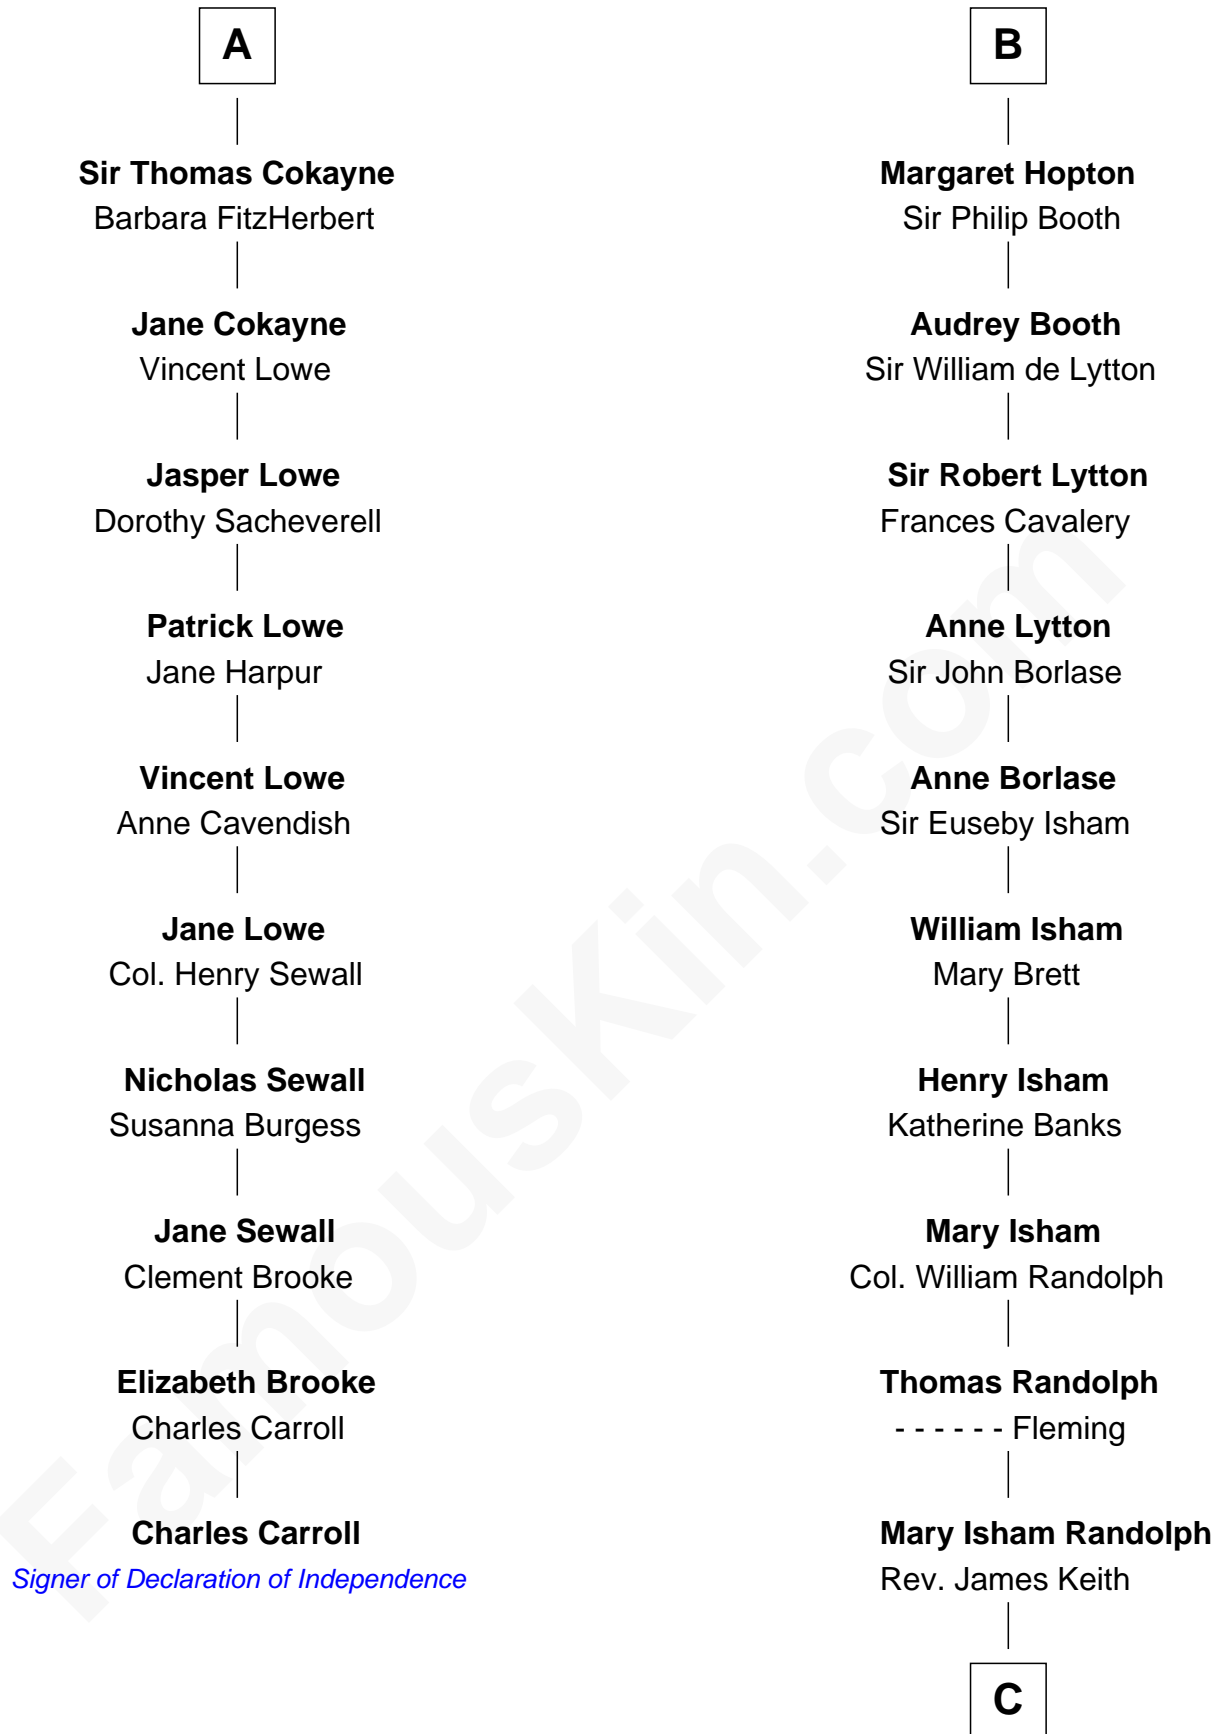 A
Sir Thomas Cokayne
Barbara FitzHerbert
Jane Cokayne
Vincent Lowe
Jasper Lowe
Dorothy Sacheverell
Patrick Lowe
Jane Harpur
Vincent Lowe
Anne Cavendish
Jane Lowe
Col. Henry Sewall
Nicholas Sewall
Susanna Burgess
Jane Sewall
Clement Brooke
Elizabeth Brooke
Charles Carroll
Charles Carroll
Signer of Declaration of Independence
B
Margaret Hopton
Sir Philip Booth
Audrey Booth
Sir William de Lytton
Sir Robert Lytton
Frances Cavalery
Anne Lytton
Sir John Borlase
Anne Borlase
Sir Euseby Isham
William Isham
Mary Brett
Henry Isham
Katherine Banks
Mary Isham
Col. William Randolph
Thomas Randolph
- - - - - - Fleming
Mary Isham Randolph
Rev. James Keith
C
FamousKin.com